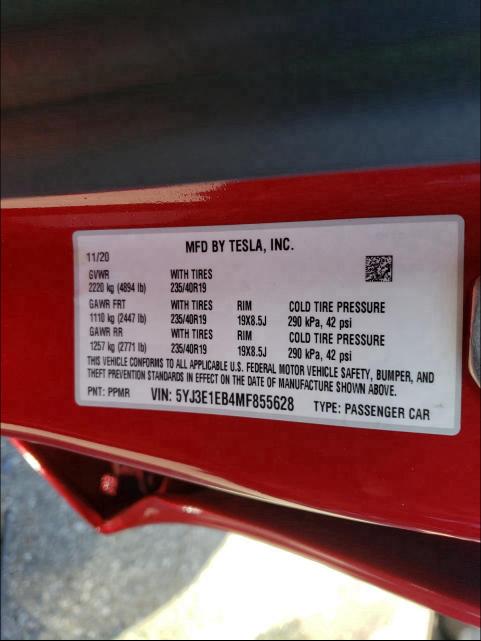 MFD BY TESLA, INC.
11/20
GVWR WITH TIRES
2220 kg (4894 lb) 235/40R19
GAWR FRT WITH TIRES RIM COLD TIRE PRESSURE
1110 kg (2447 lb) 235/40R19 19X8.5J 290 kPa, 42 psi
GAWR RR WITH TIRES RIM COLD TIRE PRESSURE
1257 kg (2771 lb) 235/40R19 19X8.5J 290 kPa, 42 psi
THIS VEHICLE CONFORMS TO ALL APPLICABLE U.S. FEDERAL MOTOR VEHICLE SAFETY, BUMPER, AND
THEFT PREVENTION STANDARDS IN EFFECT ON THE DATE OF MANUFACTURE SHOWN ABOVE.
PNT: PPMR VIN: 5YJ3E1EB4MF855628 TYPE: PASSENGER CAR